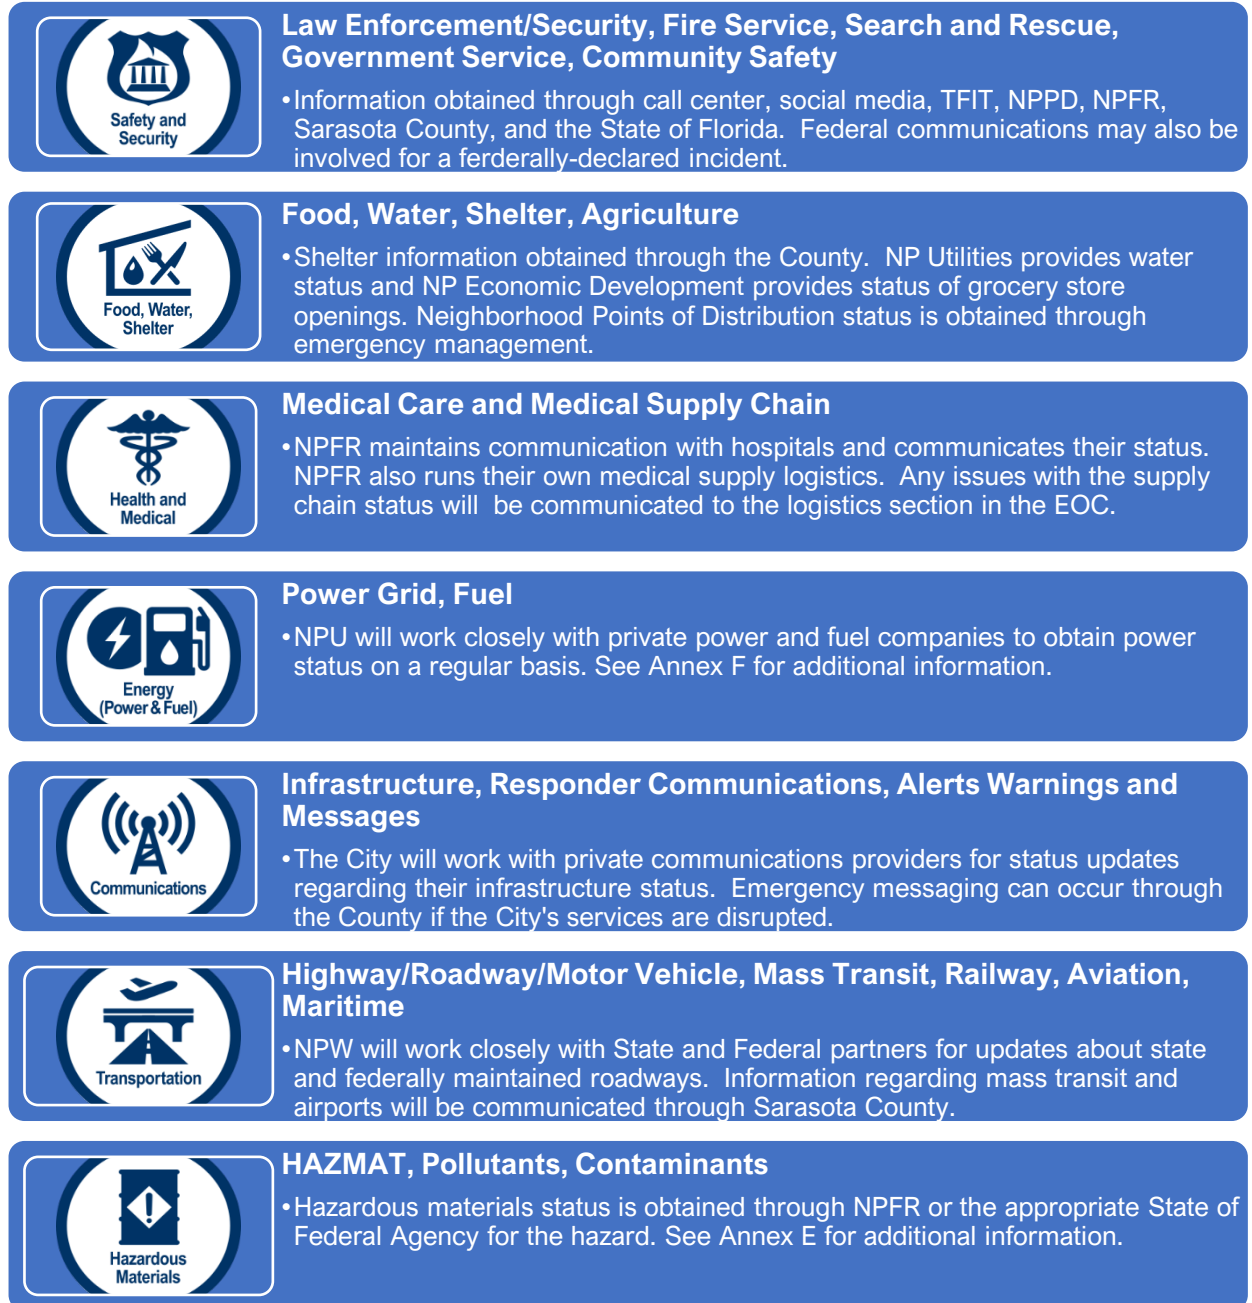 Safety and
Security
Law Enforcement/Security, Fire Service, Search and Rescue,
Government Service, Community Safety
•Information obtained through call center, social media, TFIT, NPPD, NPFR,
Sarasota County, and the State of Florida.  Federal communications may also be
involved for a ferderally-declared incident.
Food, Water,
Shelter
Food, Water, Shelter, Agriculture
•Shelter information obtained through the County.  NP Utilities provides water
status and NP Economic Development provides status of grocery store
openings. Neighborhood Points of Distribution status is obtained through
emergency management.
Health and
Medical
Medical Care and Medical Supply Chain
•NPFR maintains communication with hospitals and communicates their status.
NPFR also runs their own medical supply logistics.  Any issues with the supply
chain status will  be communicated to the logistics section in the EOC.
Energy
(Power & Fuel)
Power Grid, Fuel
•NPU will work closely with private power and fuel companies to obtain power
status on a regular basis. See Annex F for additional information.
Communications
Infrastructure, Responder Communications, Alerts Warnings and
Messages
•The City will work with private communications providers for status updates
regarding their infrastructure status.  Emergency messaging can occur through
the County if the City's services are disrupted.
Transportation
Highway/Roadway/Motor Vehicle, Mass Transit, Railway, Aviation,
Maritime
•NPW will work closely with State and Federal partners for updates about state
and federally maintained roadways.  Information regarding mass transit and
airports will be communicated through Sarasota County.
Hazardous
Materials
HAZMAT, Pollutants, Contaminants
•Hazardous materials status is obtained through NPFR or the appropriate State of
Federal Agency for the hazard. See Annex E for additional information.